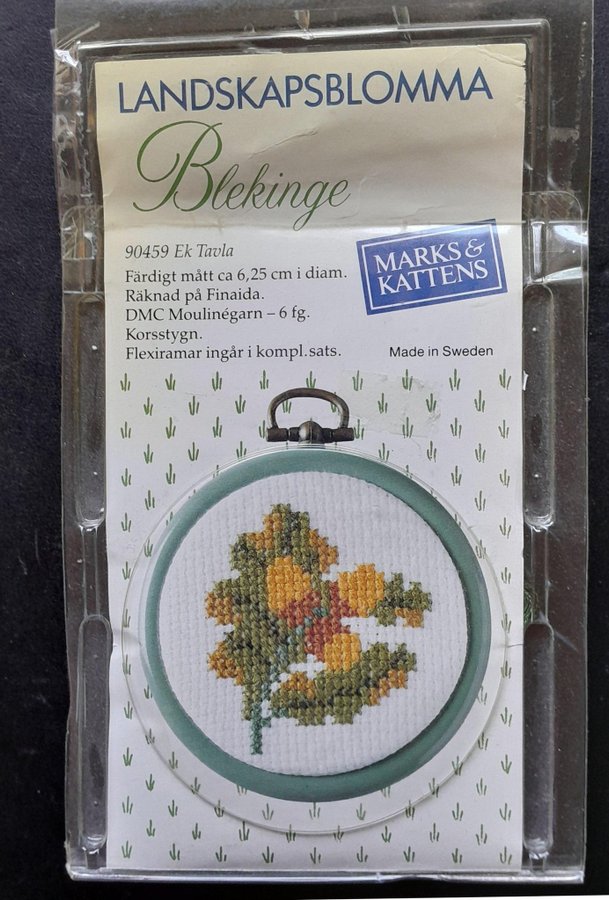 LANDSKAPSBLOMMA
Blekinge
90459 Ek Tavla
Färdigt mått ca 6,25 cm i diam.
Räknad på Finaida.
DMC Moulinégarn – 6 fg.
Korsstygn.
Flexiramar ingår i kompl. sats.
MARKS &
KATTENS
Made in Sweden